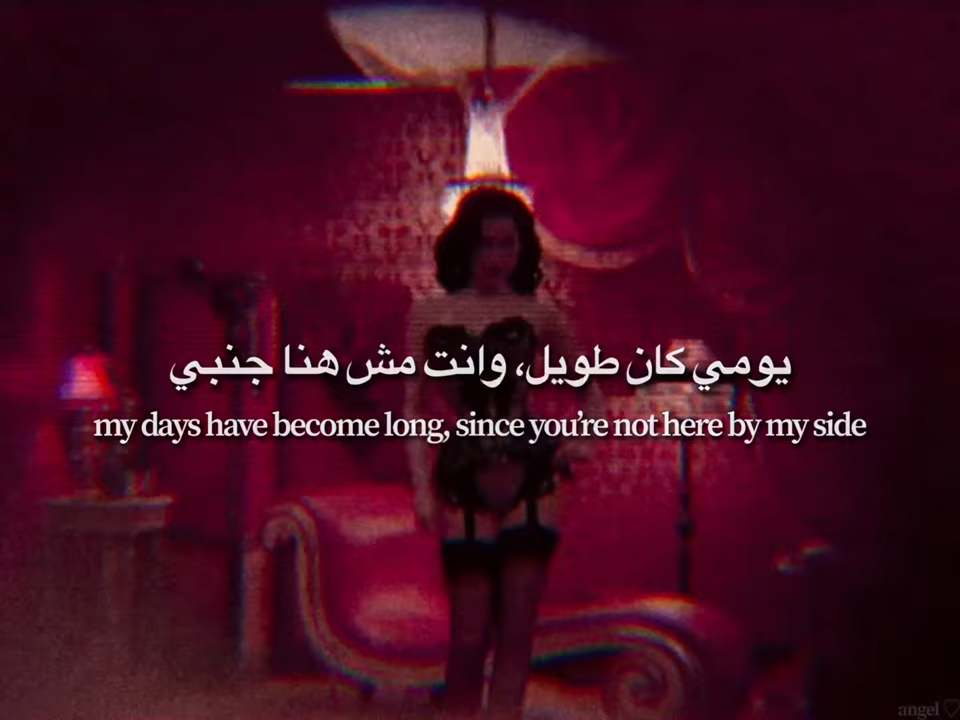 يومي كان طويل، وانت مش هنا جنبي
my days have become long, since you're not here by my side
angel ♡